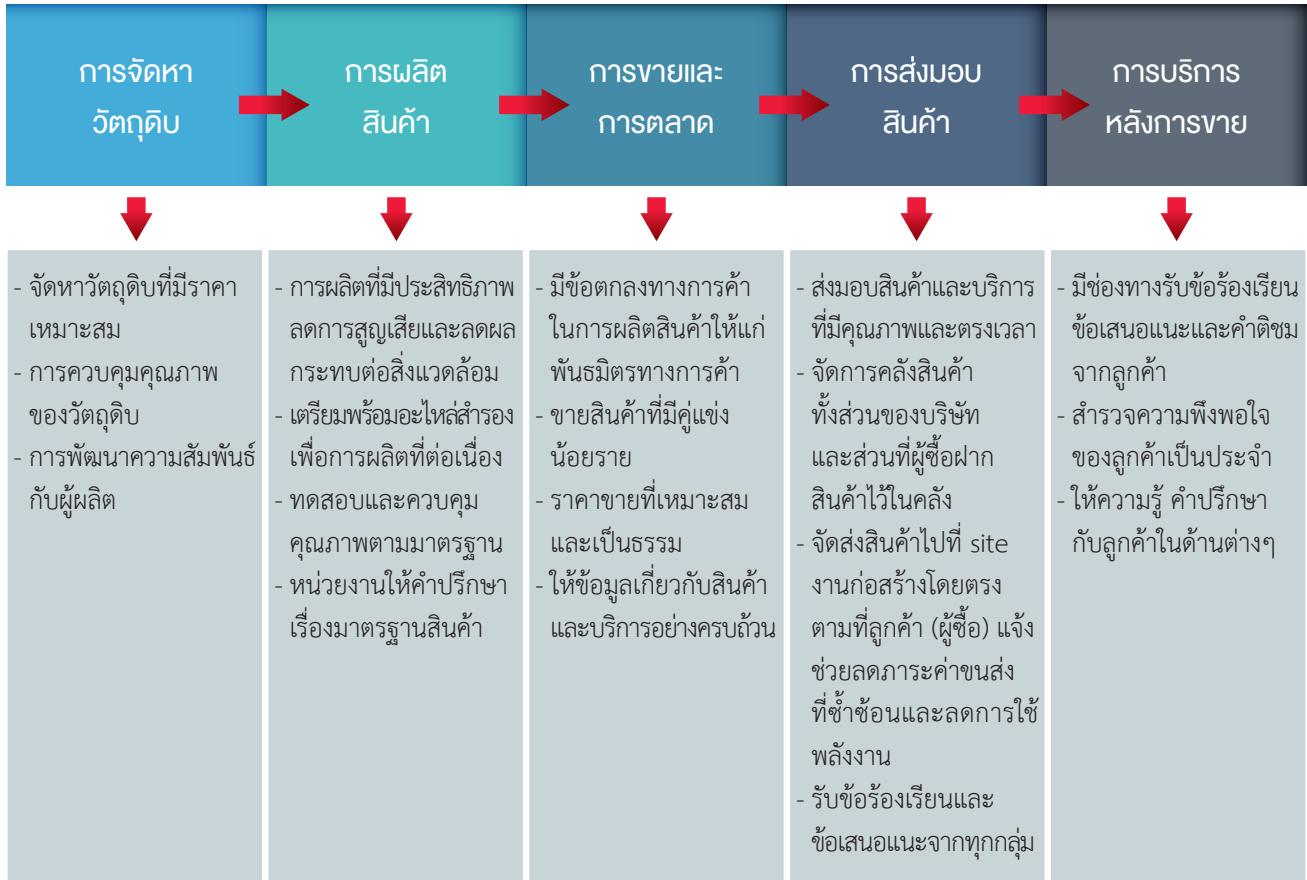 การจัดหา
วัตถุดิบ
การผลิต
สินค้า
การขายและ
การตลาด
การส่งมอบ
สินค้า
การบริการ
หลังการขาย
- จัดหาวัตถุดิบที่มีราคา
เหมาะสม
- การควบคุมคุณภาพ
ของวัตถุดิบ
- การพัฒนาความสัมพันธ์
กับผู้ผลิต
- การผลิตที่มีประสิทธิภาพ
ลดการสูญเสียและลดผล
กระทบต่อสิ่งแวดล้อม
- เตรียมพร้อมอะไหล่สำรอง
เพื่อการผลิตที่ต่อเนื่อง
- ทดสอบและควบคุม
คุณภาพตามมาตรฐาน
- หน่วยงานให้คำปรึกษา
เรื่องมาตรฐานสินค้า
- มีข้อตกลงทางการค้า
ในการผลิตสินค้าให้แก่
พันธมิตรทางการค้า
- ขายสินค้าที่มีคู่แข่ง
น้อยราย
- ราคาขายที่เหมาะสม
และเป็นธรรม
- ให้ข้อมูลเกี่ยวกับสินค้า
และบริการอย่างครบถ้วน
- ส่งมอบสินค้าและบริการ
ที่มีคุณภาพและตรงเวลา
- จัดการคลังสินค้า
ทั้งส่วนของบริษัท
และส่วนที่ผู้ซื้อฝาก
สินค้าไว้ในคลัง
- จัดส่งสินค้าไปที่ site
งานก่อสร้างโดยตรง
ตามที่ลูกค้า (ผู้ซื้อ) แจ้ง
ช่วยลดภาระค่าขนส่ง
ที่ซ้ำซ้อนและลดการใช้
พลังงาน
- รับข้อร้องเรียนและ
ข้อเสนอแนะจากทุกกลุ่ม
- มีช่องทางรับข้อร้องเรียน
ข้อเสนอแนะและคำติชม
จากลูกค้า
- สำรวจความพึงพอใจ
ของลูกค้าเป็นประจำ
- ให้ความรู้ คำปรึกษา
กับลูกค้าในด้านต่างๆ